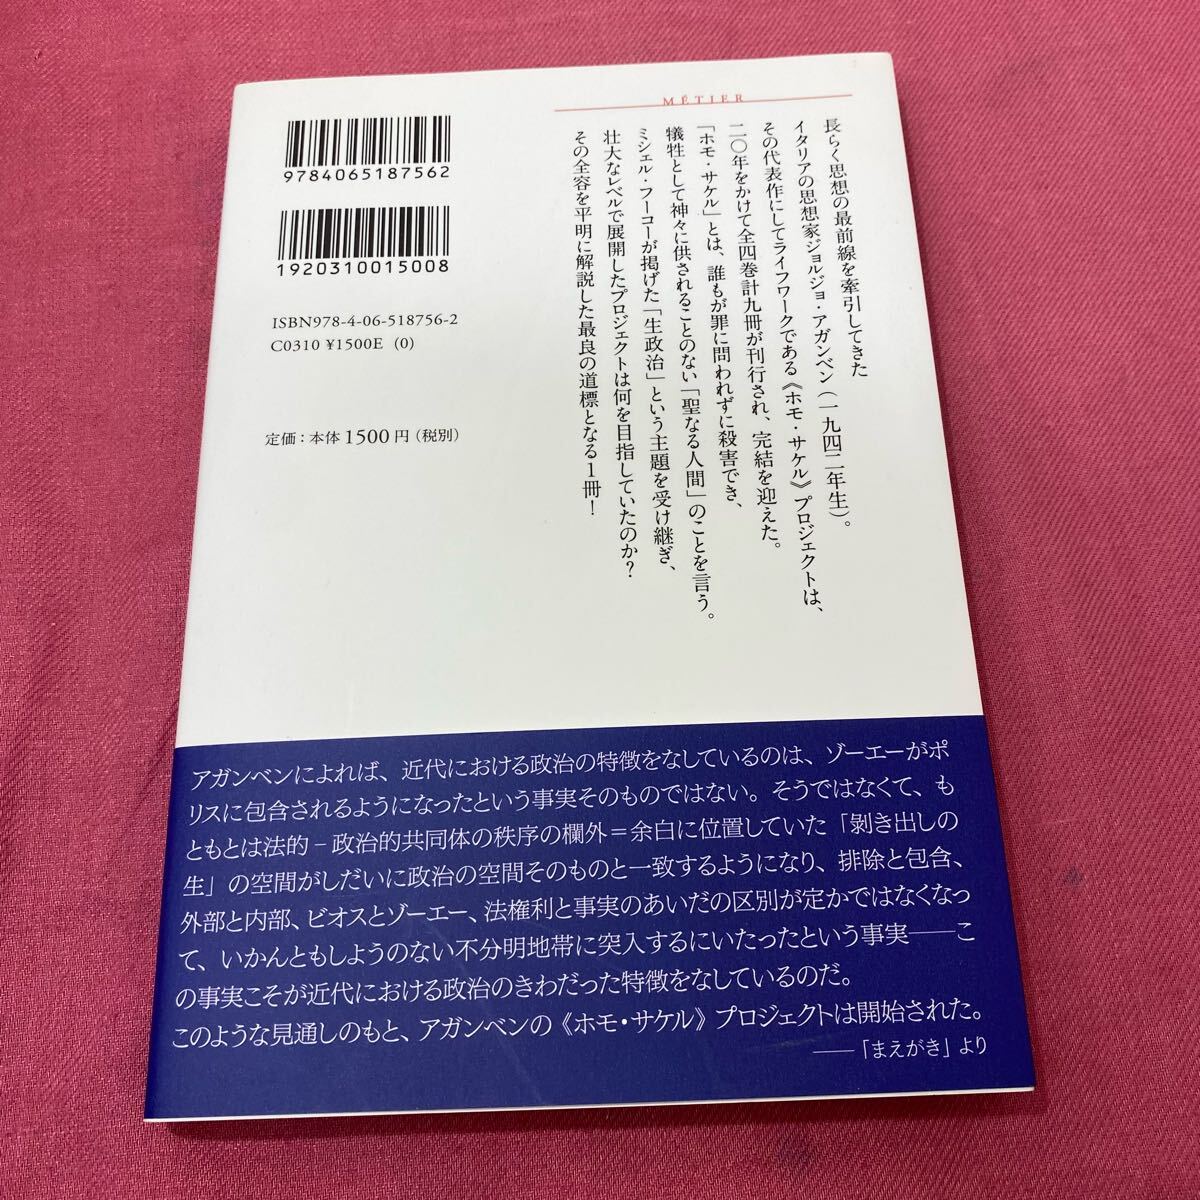 MÉTIER
長らく思想の最前線を牽引してきた
イタリアの思想家ジョルジョ・アガンベン(一九四二年生)。
その代表作にしてライフワークである《ホモ・サケル》プロジェクトは、
二〇年をかけて全四巻計九冊が刊行され、完結を迎えた。
「ホモ・サケル」とは、誰もが罪に問われずに殺害でき、
犠牲として神々に供されることのない「聖なる人間」のことを言う。
ミシェル・フーコーが掲げた「生政治」という主題を受け継ぎ、
壮大なレベルで展開したプロジェクトは何を目指していたのか?
その全容を平明に解説した最良の道標となる1冊!
9784065187562
1920310015008
ISBN978-4-06-518756-2
C0310 ¥1500E (0)
定価:本体1500円(税別)
アガンベンによれば、近代における政治の特徴をなしているのは、ゾーエーがポ
リスに包含されるようになったという事実そのものではない。そうではなくて、も
ともとは法的–政治的共同体の秩序の欄外=余白に位置していた「剝き出しの
生」の空間がしだいに政治の空間そのものと一致するようになり、排除と包含、
外部と内部、ビオスとゾーエー、法権利と事実のあいだの区別が定かではなくなっ
て、いかんともしようのない不分明地帯に突入するにいたったという事実――こ
の事実こそが近代における政治のきわだった特徴をなしているのだ。
このような見通しのもと、アガンベンの《ホモ・サケル》プロジェクトは開始された。
――「まえがき」より